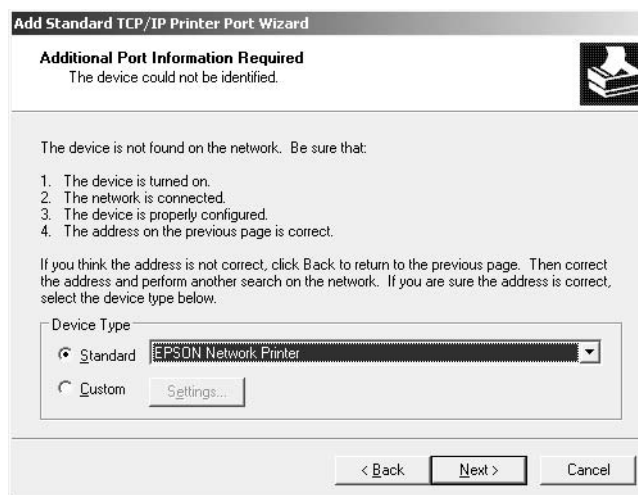 Add Standard TCP/IP Printer Port Wizard
Additional Port Information Required
The device could not be identified.
The device is not found on the network. Be sure that:
1. The device is turned on.
2. The network is connected.
3. The device is properly configured.
4. The address on the previous page is correct.
If you think the address is not correct, click Back to return to the previous page. Then correct
the address and perform another search on the network. If you are sure the address is correct,
select the device type below.
Device Type
Standard EPSON Network Printer
Custom Settings...
< Back Next > Cancel